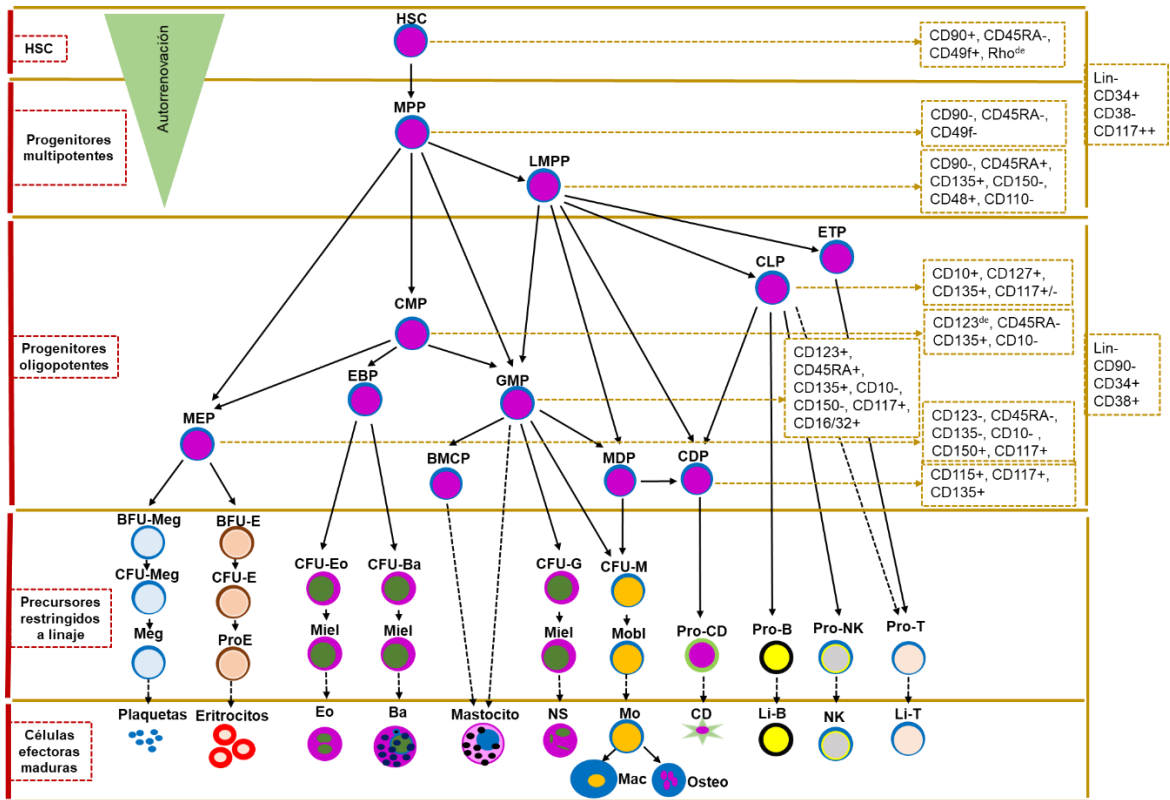 HSC
HSC
Autorrenovación
CD90+, CD45RA-,
CD49f+, Rhoᵈᵉ
Lin-
CD34+
CD38-
CD117++
Progenitores
multipotentes
MPP
CD90-, CD45RA-,
CD49f-
LMPP
CD90-, CD45RA+,
CD135+, CD150-,
CD48+, CD110-
Progenitores
oligopotentes
ETP
CLP
CD10+, CD127+,
CD135+, CD117+/-
CMP
CD123ᵈᵉ, CD45RA-
CD135+, CD10-
Lin-
CD90-
CD34+
CD38+
EBP
GMP
CD123+,
CD45RA+,
CD135+, CD10-,
CD150-, CD117+,
CD16/32+
MEP
CD123-, CD45RA-,
CD135-, CD10- ,
CD150+, CD117+
BMCP
MDP
CDP
CD115+, CD117+,
CD135+
Precursores
restringidos
a linaje
BFU-Meg
BFU-E
CFU-Meg
CFU-E
CFU-Eo
CFU-Ba
CFU-G
CFU-M
Meg
ProE
Miel
Miel
Miel
Mobl
Pro-CD
Pro-B
Pro-NK
Pro-T
Células
efectoras
maduras
Plaquetas
Eritrocitos
Eo
Ba
Mastocito
NS
Mo
CD
Li-B
NK
Li-T
Mac
Osteo